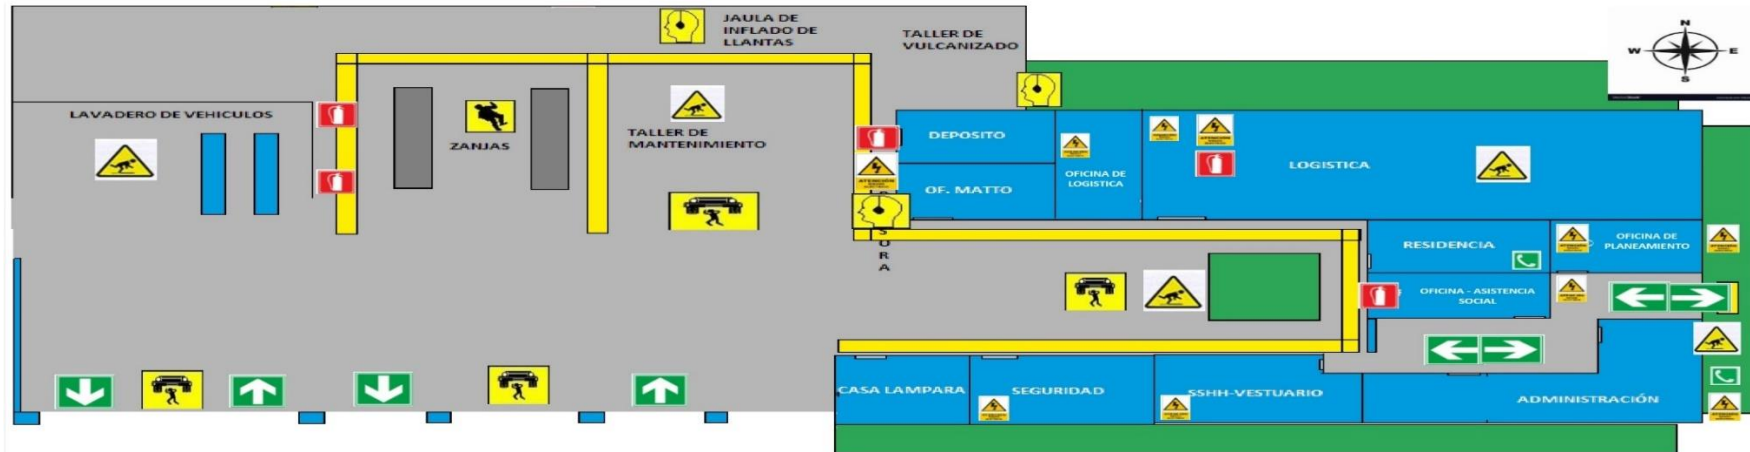 JAULA DE
INFLADO DE
LLANTAS
TALLER DE
VULCANIZADO
N
W
E
S
LAVADERO DE VEHICULOS
ZANJAS
TALLER DE
MANTENIMIENTO
DEPOSITO
OF. MATTO
OFICINA DE
LOGISTICA
LOGISTICA
S
O
R
A
RESIDENCIA
OFICINA DE
PLANEAMIENTO
OFICINA - ASISTENCIA
SOCIAL
CASA LAMPARA
SEGURIDAD
SSHH-VESTUARIO
ADMINISTRACIÓN
ATENCIÓN